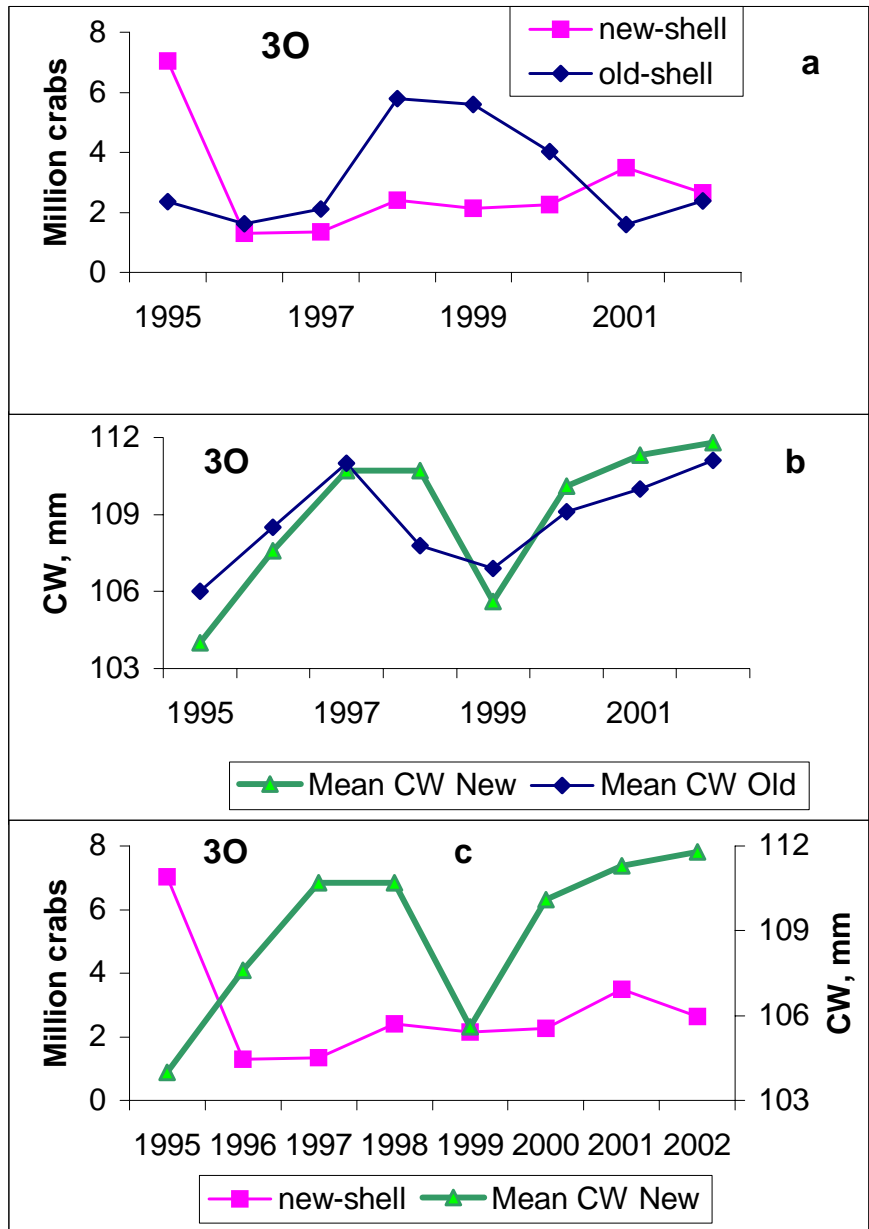 8
6
4
2
0
Million crabs
3O
new-shell
old-shell
a
1995 1997 1999 2001
112
109
106
103
CW, mm
3O
b
1995 1997 1999 2001
Mean CW New Mean CW Old
8
6
4
2
0
Million crabs
3O
c
112
109
106
103
CW, mm
1995 1996 1997 1998 1999 2000 2001 2002
new-shell Mean CW New